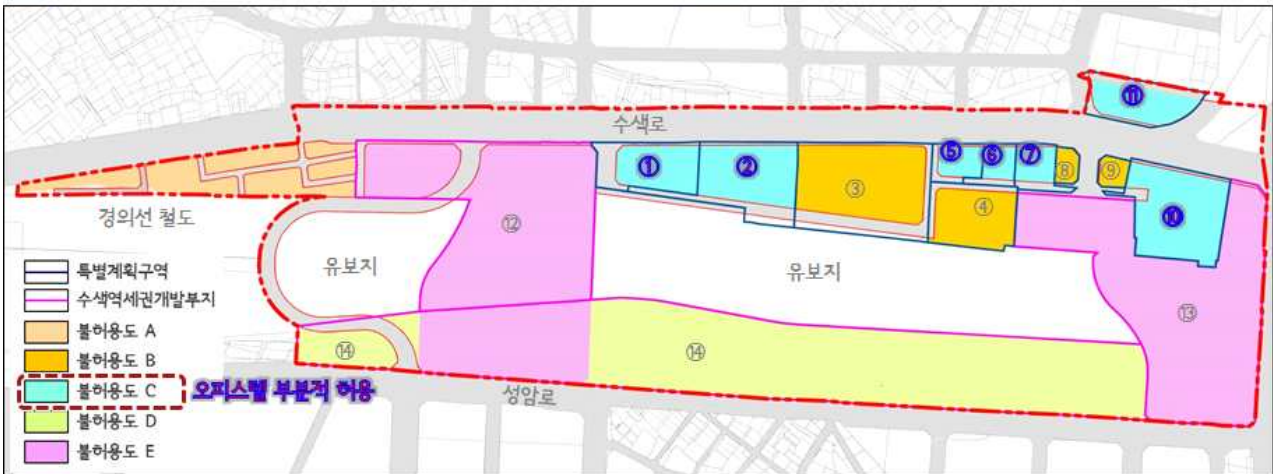 ⑪
수색로
① ② ③ ⑤ ⑥ ⑦ ⑧ ⑨
④
⑩
경의선 철도
⑫
유보지
유보지
⑬
⑭
⑭
성암로
특별계획구역
수색역세권개발부지
불허용도 A
불허용도 B
불허용도 C 오피스텔 부분적 허용
불허용도 D
불허용도 E